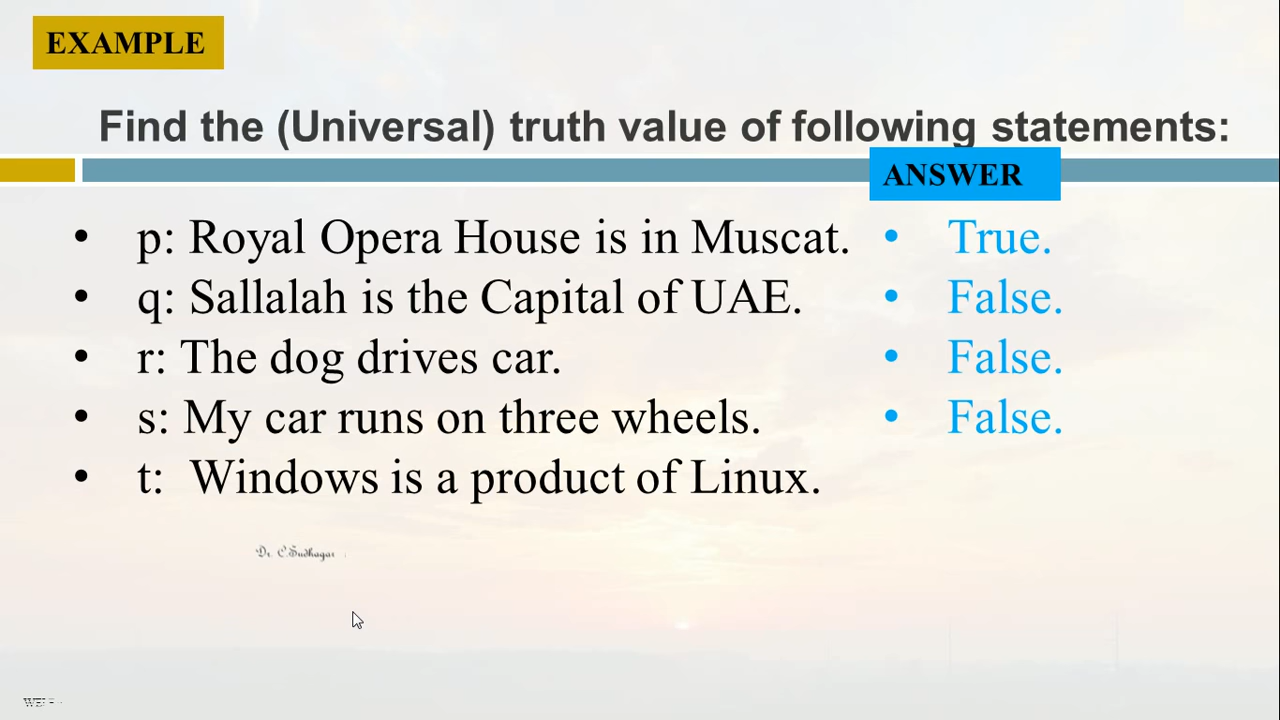 EXAMPLE
Find the (Universal) truth value of following statements:
ANSWER
• p: Royal Opera House is in Muscat. • True.
• q: Sallalah is the Capital of UAE. • False.
• r: The dog drives car. • False.
• s: My car runs on three wheels. • False.
• t: Windows is a product of Linux.
Dr. C.Sudhagar